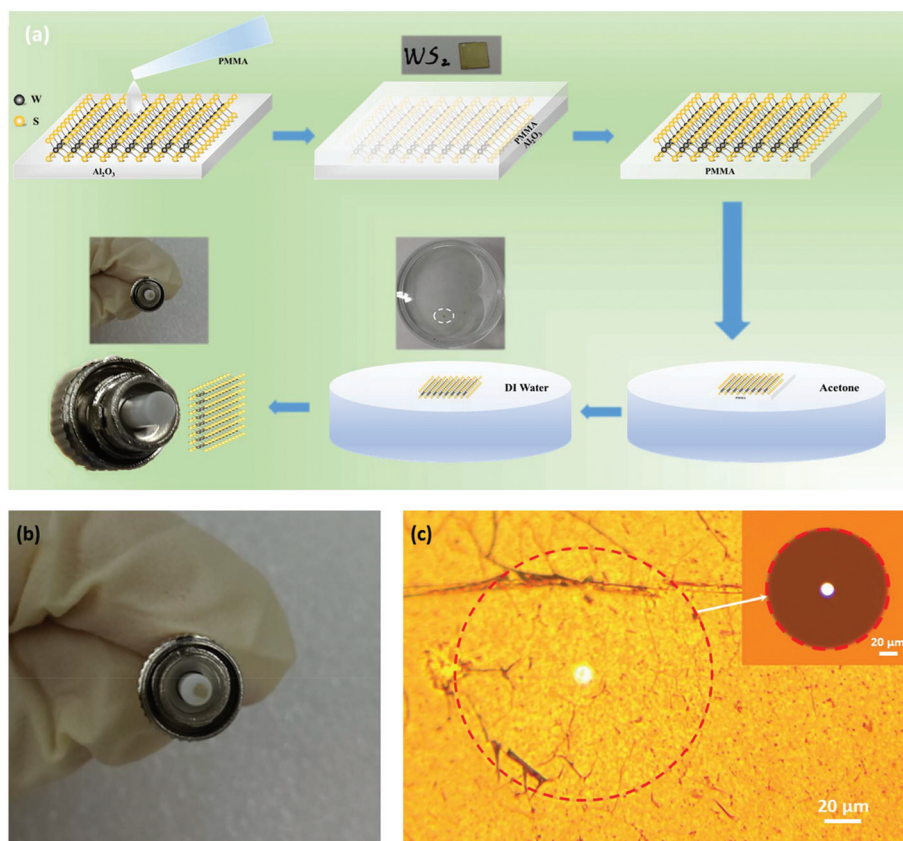 (a)
PMMA
WS₂
W
S
PMMA
Al₂O₃
Al₂O₃
PMMA
DI Water
Acetone
PMMA
(b)
(c)
20 μm
20 μm